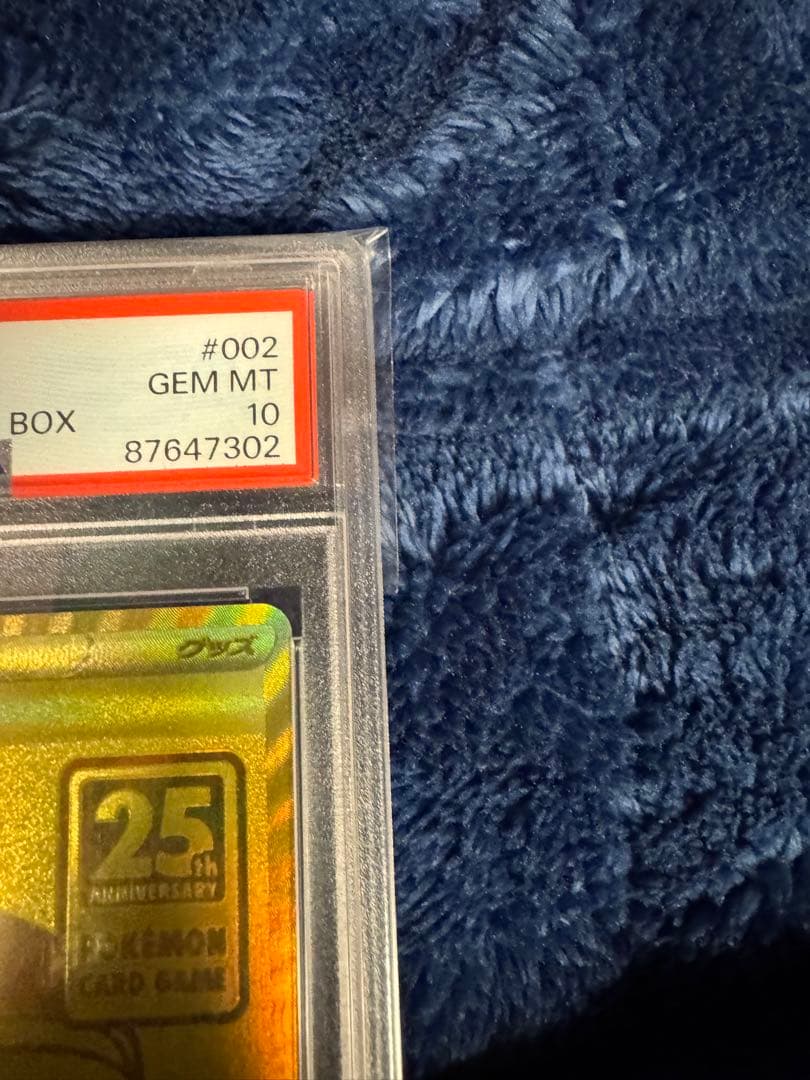 #002
GEM MT
BOX 10
87647302
グッズ
25th
ANNIVERSARY
POKÉMON
CARD GAME